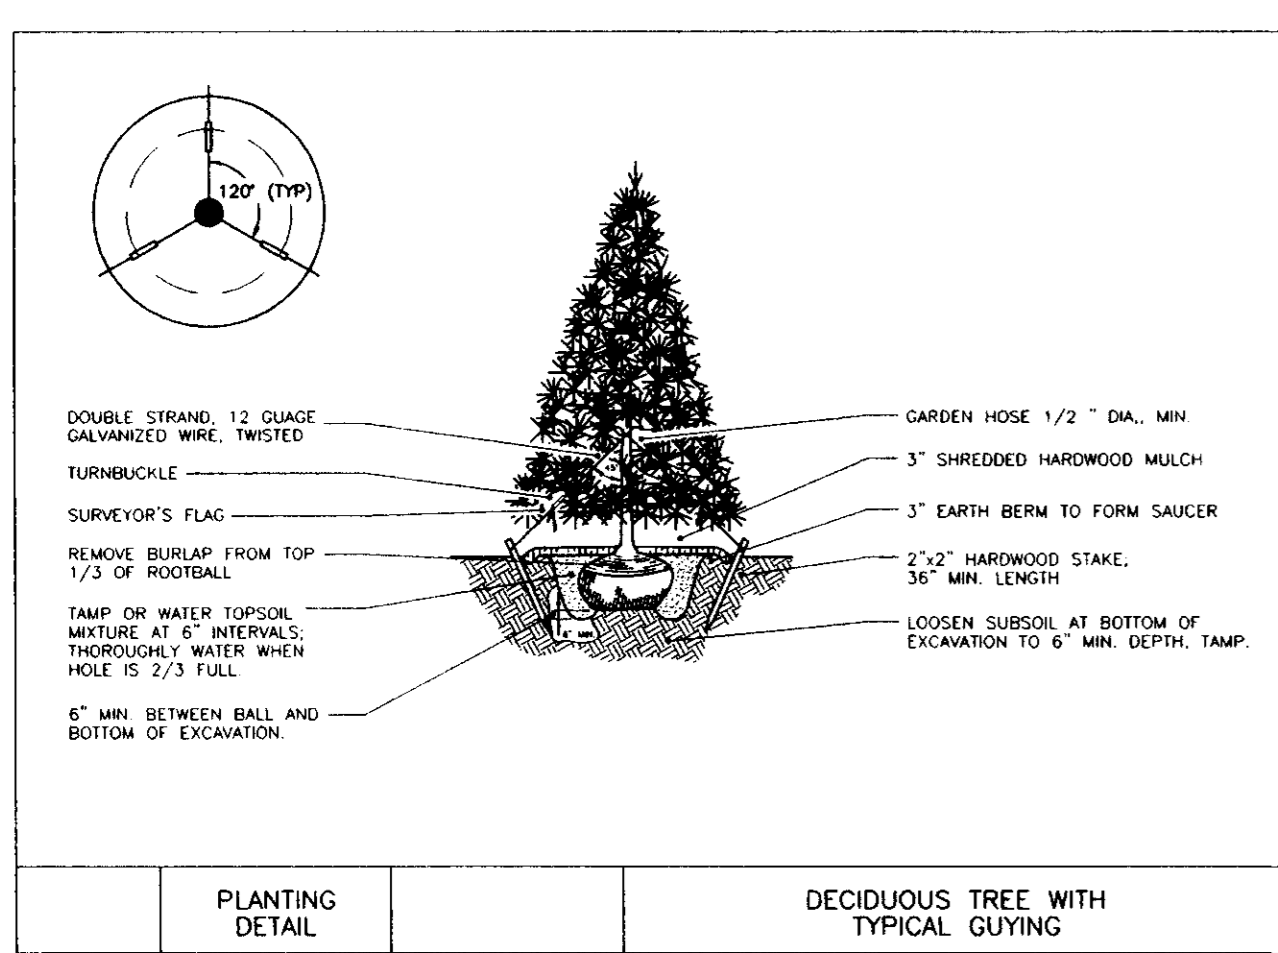 120° (TYP)
DOUBLE STRAND, 12 GUAGE
GALVANIZED WIRE, TWISTED
TURNBUCKLE
SURVEYOR'S FLAG
REMOVE BURLAP FROM TOP
1/3 OF ROOTBALL
TAMP OR WATER TOPSOIL
MIXTURE AT 6" INTERVALS;
THOROUGHLY WATER WHEN
HOLE IS 2/3 FULL.
6" MIN. BETWEEN BALL AND
BOTTOM OF EXCAVATION.
45°
6" MIN.
GARDEN HOSE 1/2 " DIA,, MIN.
3" SHREDDED HARDWOOD MULCH
3" EARTH BERM TO FORM SAUCER
2"x2" HARDWOOD STAKE;
36" MIN. LENGTH
LOOSEN SUBSOIL AT BOTTOM OF
EXCAVATION TO 6" MIN. DEPTH, TAMP.
PLANTING
DETAIL
DECIDUOUS TREE WITH
TYPICAL GUYING